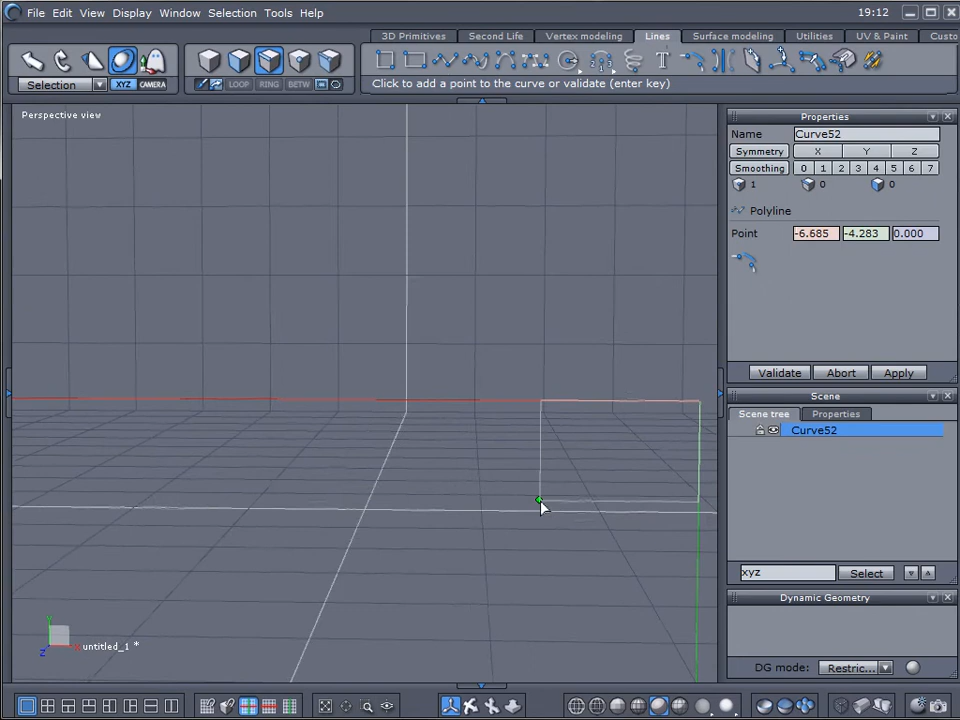 File Edit View Display Window Selection Tools Help 19:12
3D Primitives Second Life Vertex modeling Lines Surface modeling Utilities UV & Paint Custo
Selection XYZ CAMERA LOOP RING BETW Click to add a point to the curve or validate (enter key)
Perspective view
Properties
Name Curve52
Symmetry X Y Z
Smoothing 0 1 2 3 4 5 6 7
1 0 0
Polyline
Point -6.685 -4.283 0.000
Validate Abort Apply
Scene
Scene tree Properties
Curve52
xyz Select
Dynamic Geometry
DG mode: Restric...
Y
Z
untitled_1 *